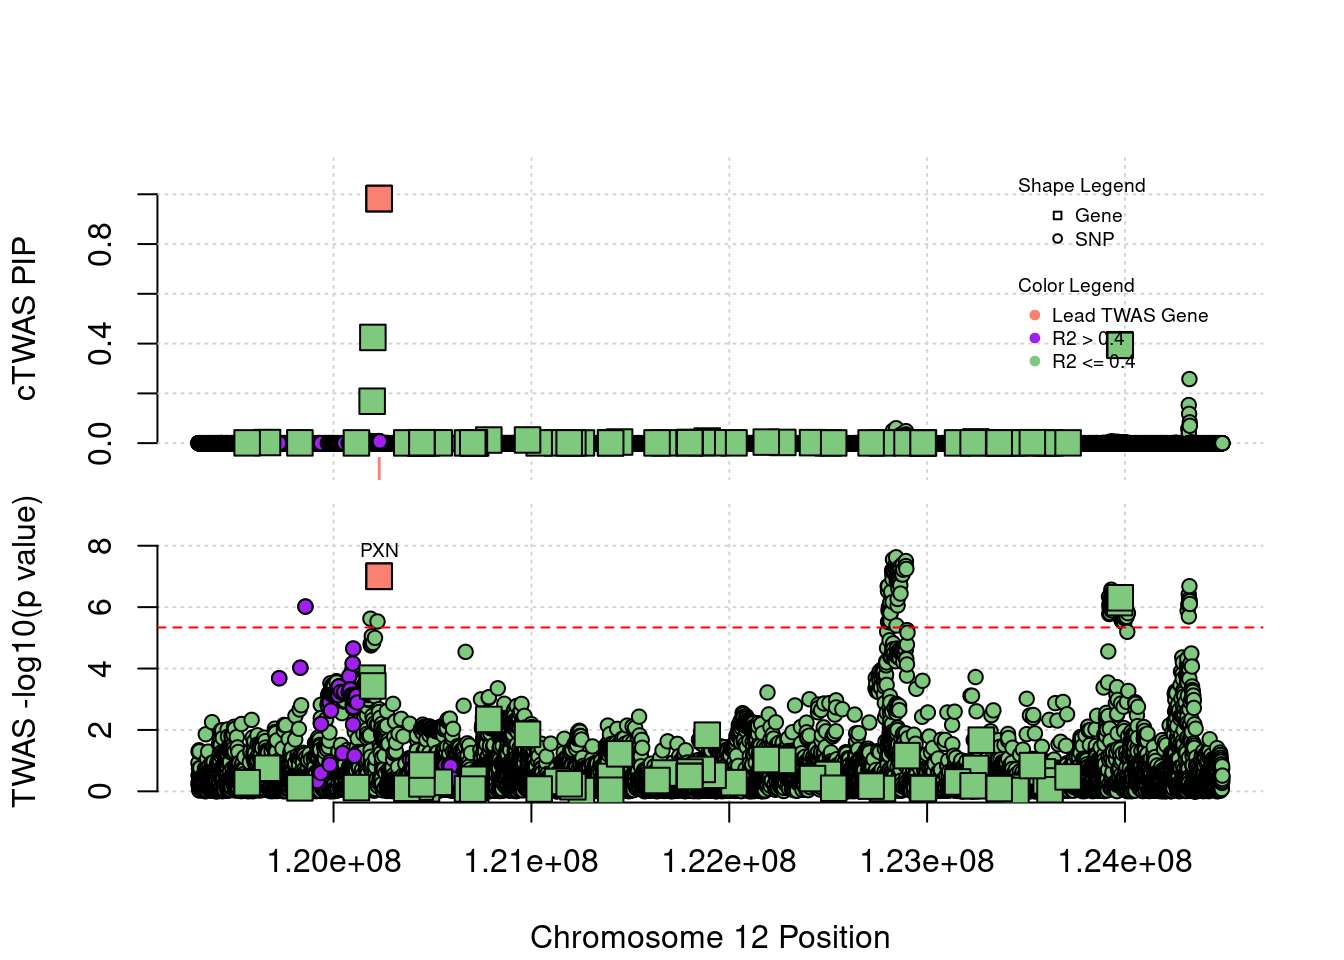 cTWAS PIP
0.8
0.4
0.0
Shape Legend
Gene
SNP
Color Legend
Lead TWAS Gene
R2 > 0.4
R2 <= 0.4
TWAS -log10(p value)
8
6
4
2
0
PXN
1.20e+08
1.21e+08
1.22e+08
1.23e+08
1.24e+08
Chromosome 12 Position